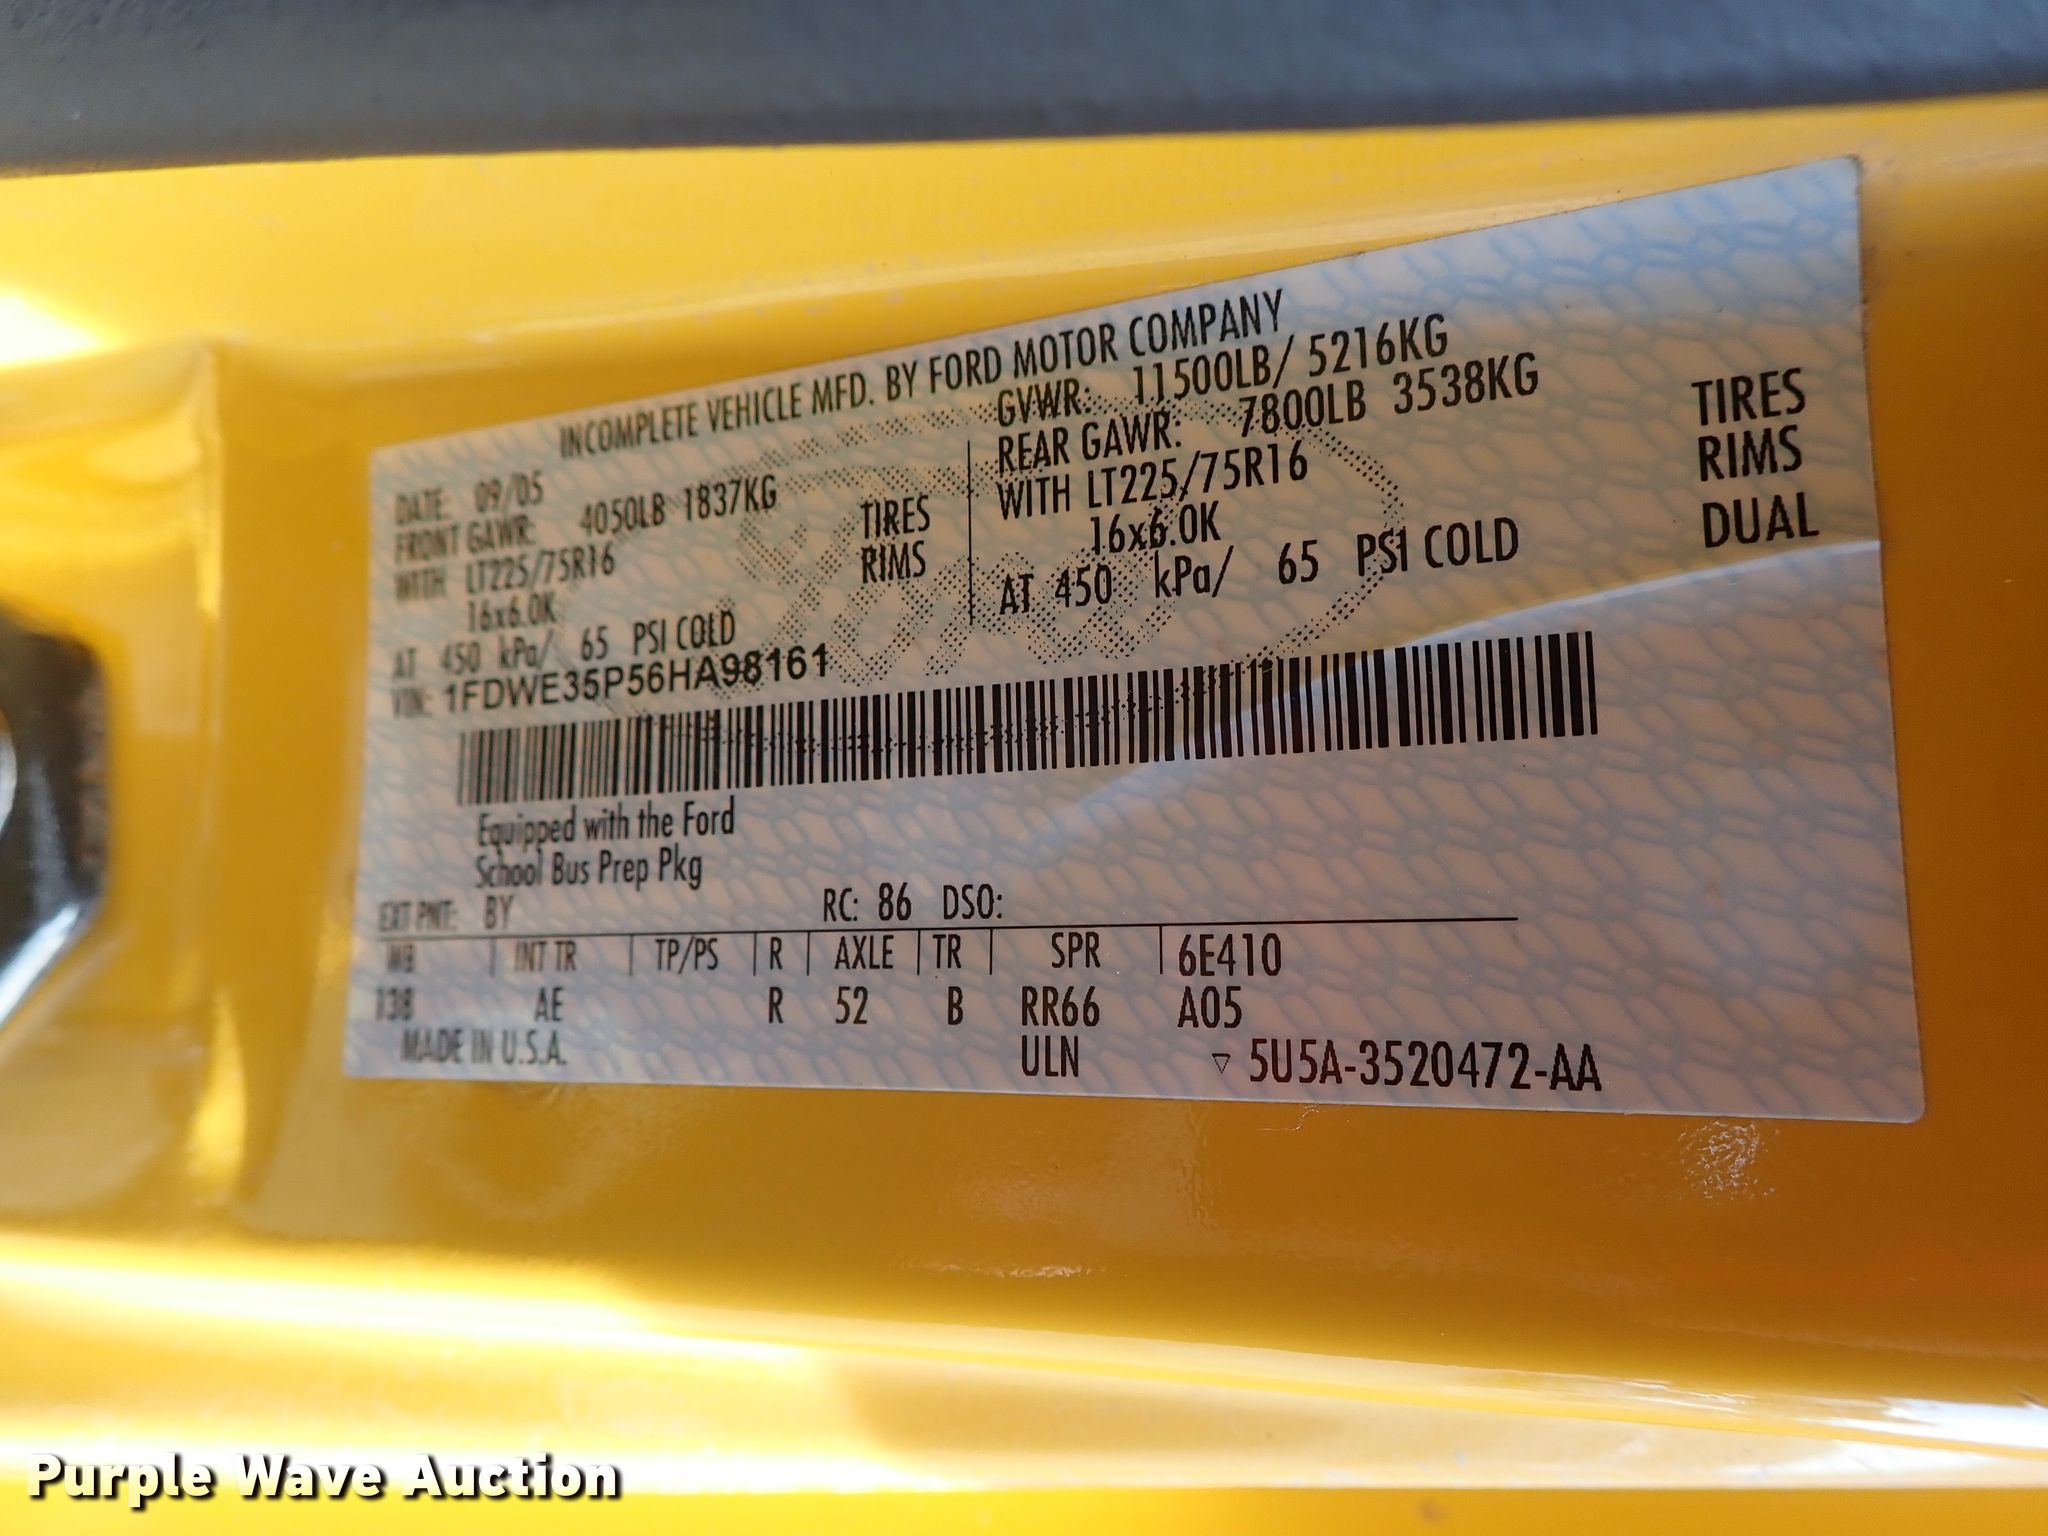 INCOMPLETE VEHICLE MFD. BY FORD MOTOR COMPANY
DATE: 09/05 GVWR: 11500LB/ 5216KG
FRONT GAWR: 4050LB 1837KG REAR GAWR: 7800LB 3538KG
WITH LT225/75R16 TIRES WITH LT225/75R16 TIRES
16x6.0K RIMS 16x6.0K RIMS
AT 450 kPa/ 65 PSI COLD AT 450 kPa/ 65 PSI COLD DUAL
VIN: 1FDWE35P56HA98161
Equipped with the Ford
School Bus Prep Pkg
EXT PNT: BY RC: 86 DSO:
WB | INT TR | TP/PS | R | AXLE | TR | SPR | 6E410
138 AE R 52 B RR66 A05
MADE IN U.S.A. ULN ▽ 5U5A-3520472-AA
Purple Wave Auction